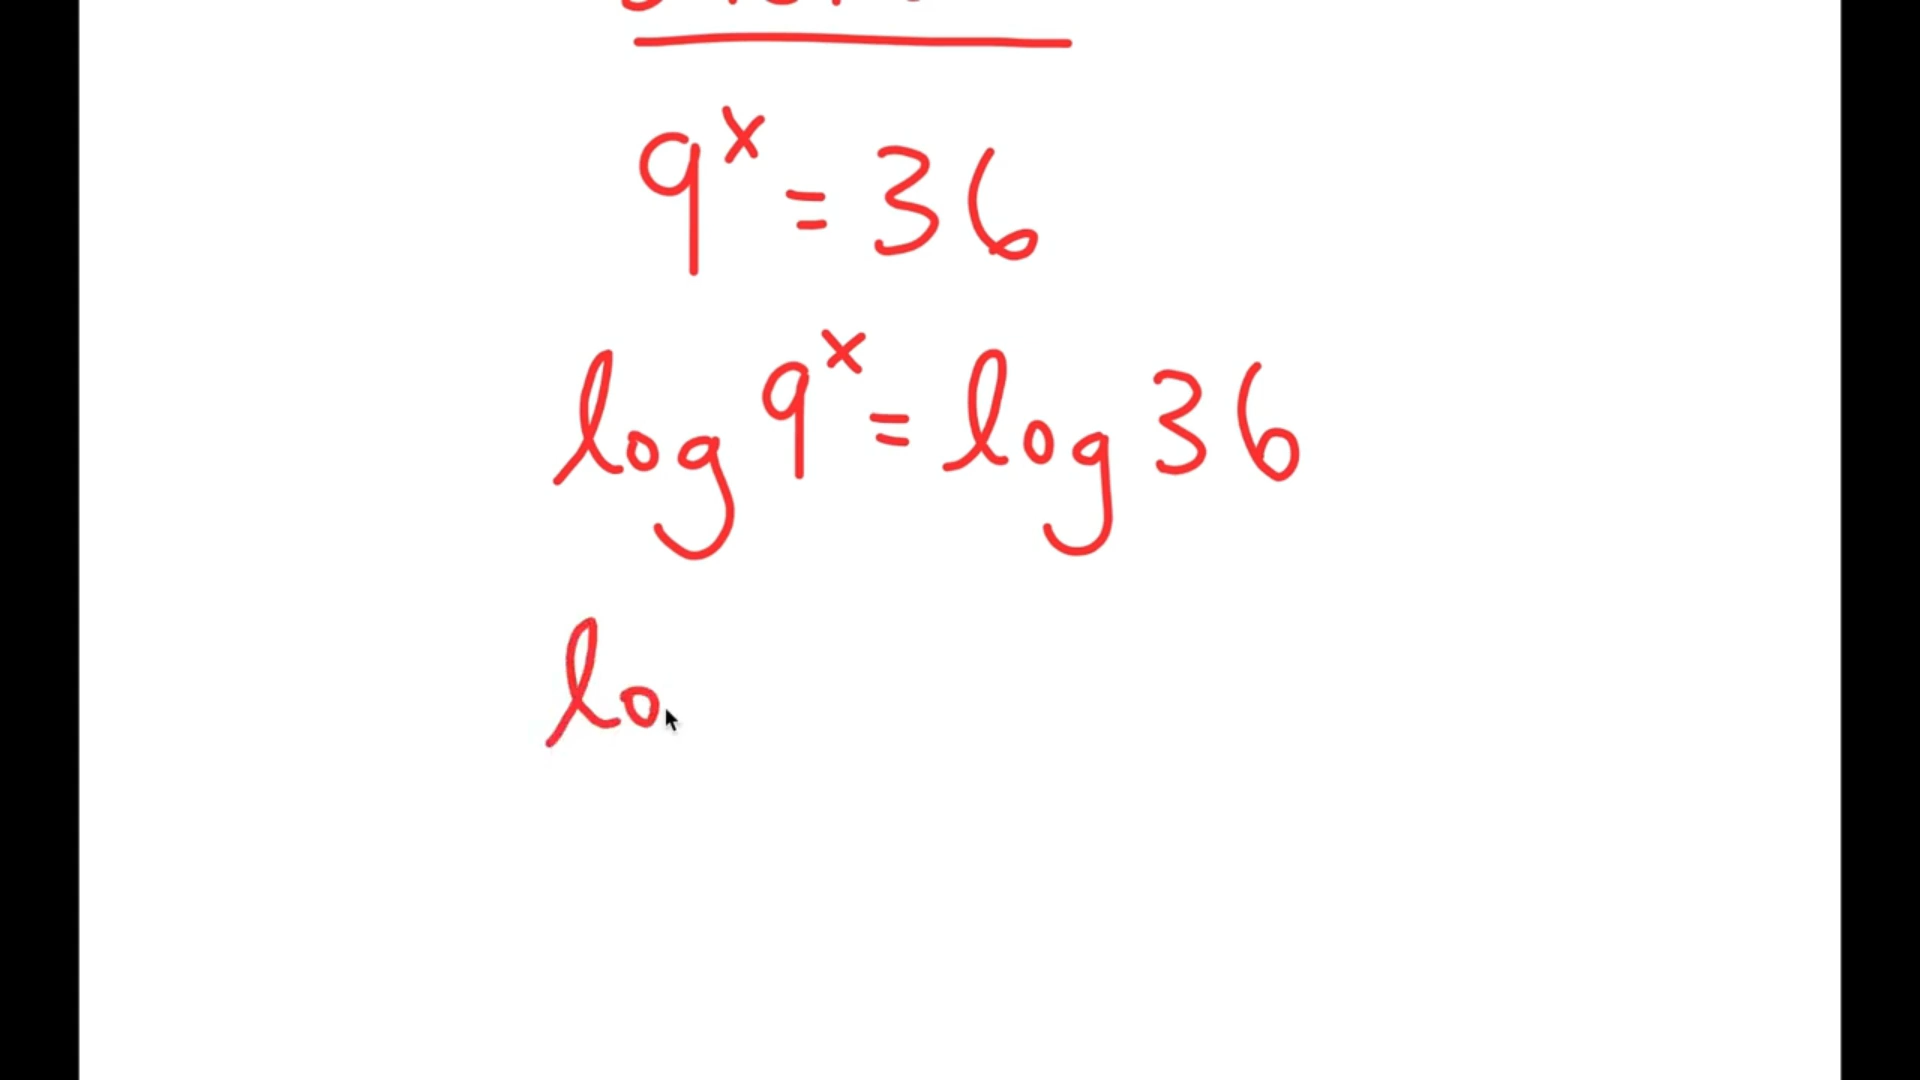 9^x = 36
log 9^x = log 36
lo